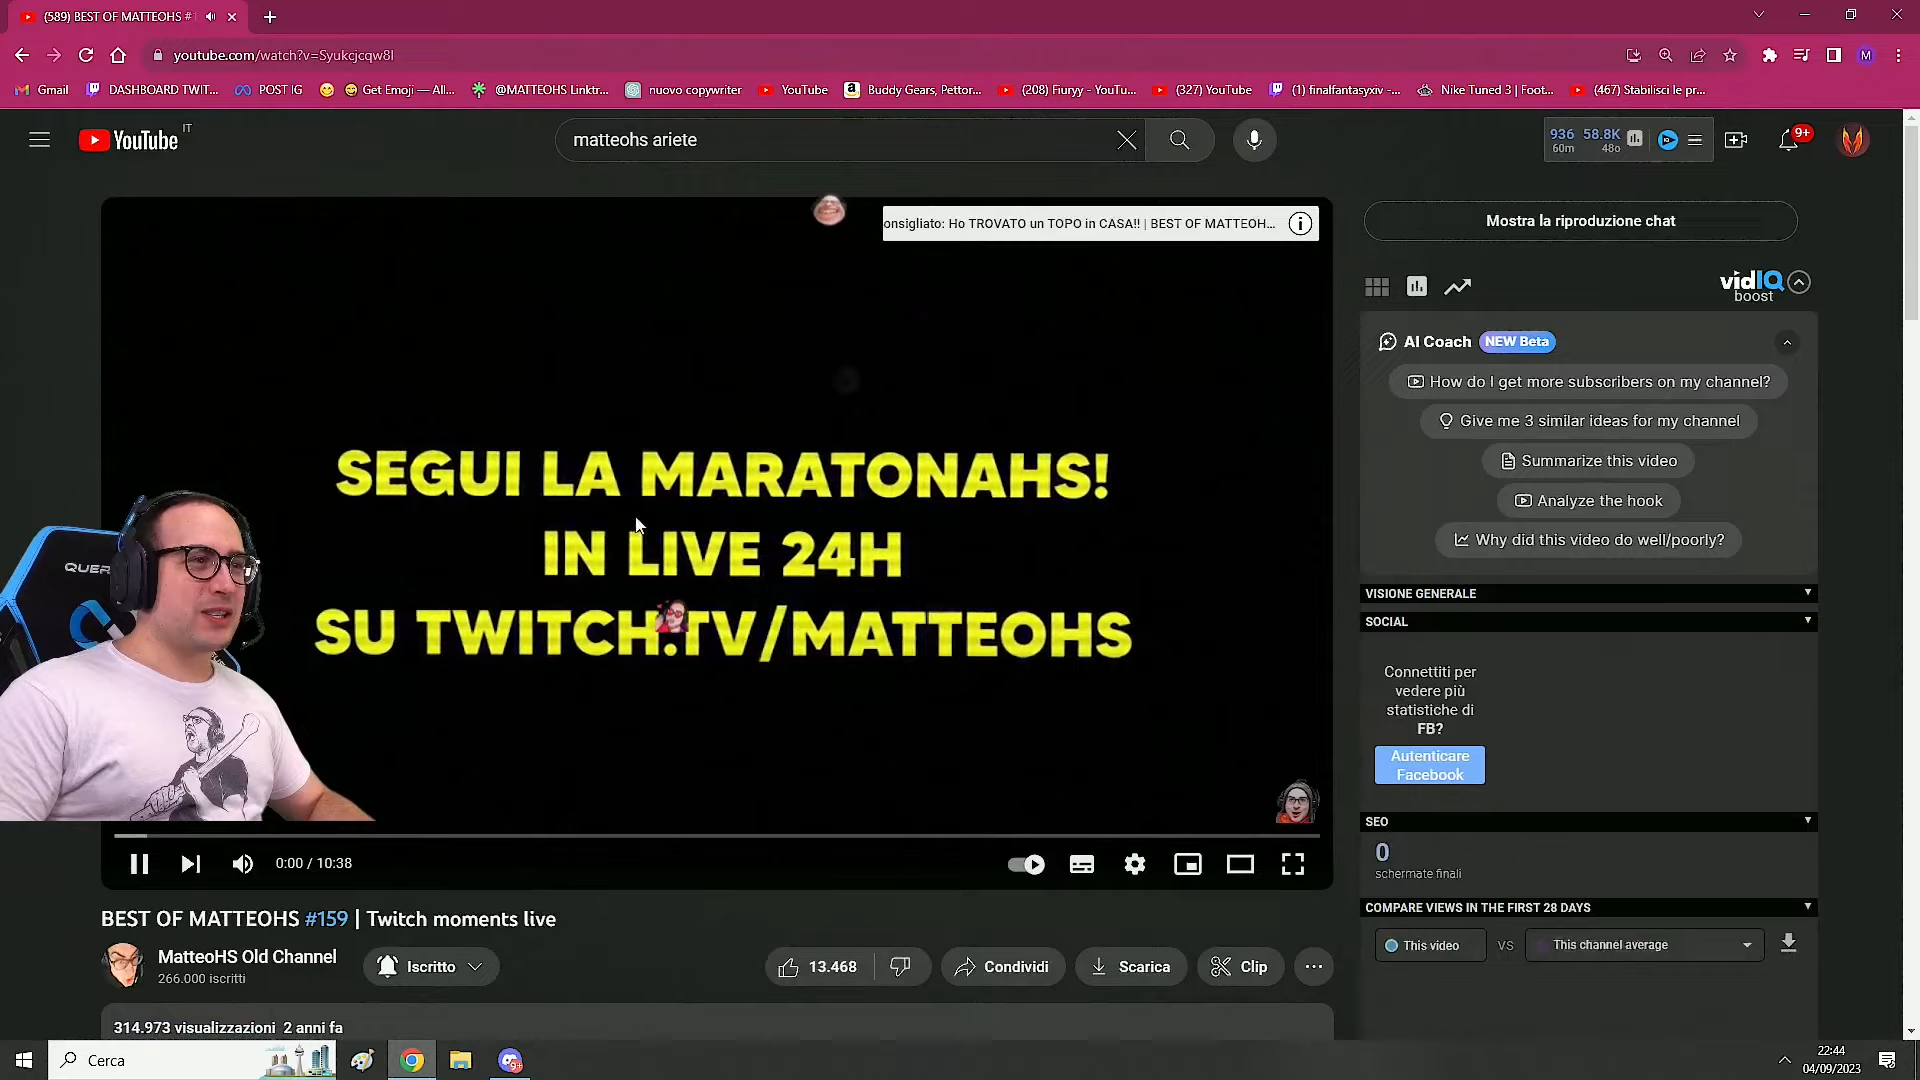 (589) BEST OF MATTEOHS #
youtube.com/watch?v=Syukcjcqw8I
Gmail
DASHBOARD TWIT...
POST IG
Get Emoji — All...
@MATTEOHS Linktr...
nuovo copywriter
YouTube
Buddy Gears, Pettor...
(208) Fiuryy - YouTu...
(327) YouTube
(1) finalfantasyxiv -...
Nike Tuned 3 | Foot...
(467) Stabilisci le pr...
M
YouTube IT
matteohs ariete
936 58.8K
60m 48o
9+
onsigliato: Ho TROVATO un TOPO in CASA!! | BEST OF MATTEOH...
Mostra la riproduzione chat
vidIQ
boost
AI Coach NEW Beta
How do I get more subscribers on my channel?
Give me 3 similar ideas for my channel
Summarize this video
Analyze the hook
Why did this video do well/poorly?
SEGUI LA MARATONAHS!
IN LIVE 24H
SU TWITCH.TV/MATTEOHS
QUER
VISIONE GENERALE
SOCIAL
Connettiti per
vedere più
statistiche di
FB?
Autenticare
Facebook
SEO
0
schermate finali
COMPARE VIEWS IN THE FIRST 28 DAYS
This video VS This channel average
0:00 / 10:38
BEST OF MATTEOHS #159 | Twitch moments live
MatteoHS Old Channel
266.000 iscritti
Iscritto
13.468
Condividi
Scarica
Clip
314.973 visualizzazioni 2 anni fa
Cerca
9+
22:44
04/09/2023